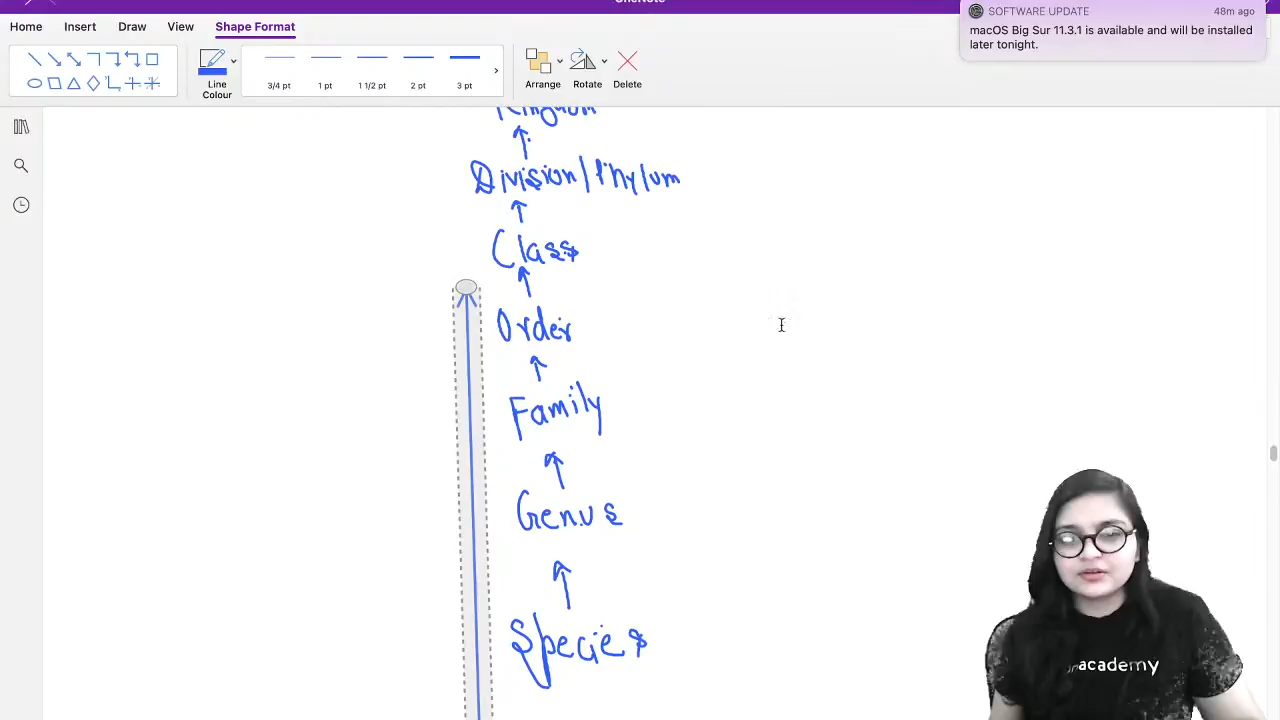 OneNote
SOFTWARE UPDATE 48m ago
macOS Big Sur 11.3.1 is available and will be installed
later tonight.
Home Insert Draw View Shape Format
Line
Colour
3/4 pt 1 pt 1 1/2 pt 2 pt 3 pt
Arrange Rotate Delete
Kingdom
Division/Phylum
Class
Order
Family
Genus
Species
academy